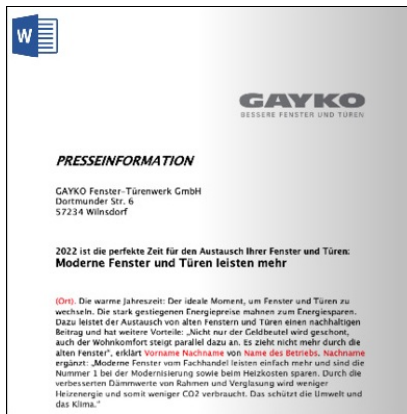 W
GAYKO
BESSERE FENSTER UND TÜREN
PRESSEINFORMATION
GAYKO Fenster-Türenwerk GmbH
Dortmunder Str. 6
57234 Wilnsdorf
2022 ist die perfekte Zeit für den Austausch Ihrer Fenster und Türen:
Moderne Fenster und Türen leisten mehr
(Ort). Die warme Jahreszeit: Der ideale Moment, um Fenster und Türen zu
wechseln. Die stark gestiegenen Energiepreise mahnen zum Energiesparen.
Dazu leistet der Austausch von alten Fenstern und Türen einen nachhaltigen
Beitrag und hat weitere Vorteile: „Nicht nur der Geldbeutel wird geschont,
auch der Wohnkomfort steigt parallel dazu an. Es zieht nicht mehr durch die
alten Fenster", erklärt Vorname Nachname von Name des Betriebs. Nachname
ergänzt: „Moderne Fenster vom Fachhandel leisten einfach mehr und sind die
Nummer 1 bei der Modernisierung sowie beim Heizkosten sparen. Durch die
verbesserten Dämmwerte von Rahmen und Verglasung wird weniger
Heizenergie und somit weniger CO2 verbraucht. Das schützt die Umwelt und
das Klima."